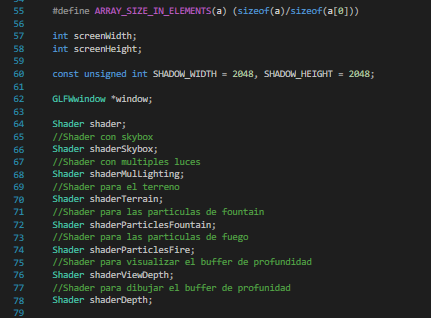 55 #define ARRAY_SIZE_IN_ELEMENTS(a) (sizeof(a)/sizeof(a[0]))
56
57 int screenWidth;
58 int screenHeight;
59
60 const unsigned int SHADOW_WIDTH = 2048, SHADOW_HEIGHT = 2048;
61
62 GLFWwindow *window;
63
64 Shader shader;
65 //Shader con skybox
66 Shader shaderSkybox;
67 //Shader con multiples luces
68 Shader shaderMulLighting;
69 //Shader para el terreno
70 Shader shaderTerrain;
71 //Shader para las particulas de fountain
72 Shader shaderParticlesFountain;
73 //Shader para las particulas de fuego
74 Shader shaderParticlesFire;
75 //Shader para visualizar el buffer de profundidad
76 Shader shaderViewDepth;
77 //Shader para dibujar el buffer de profunidad
78 Shader shaderDepth;
79